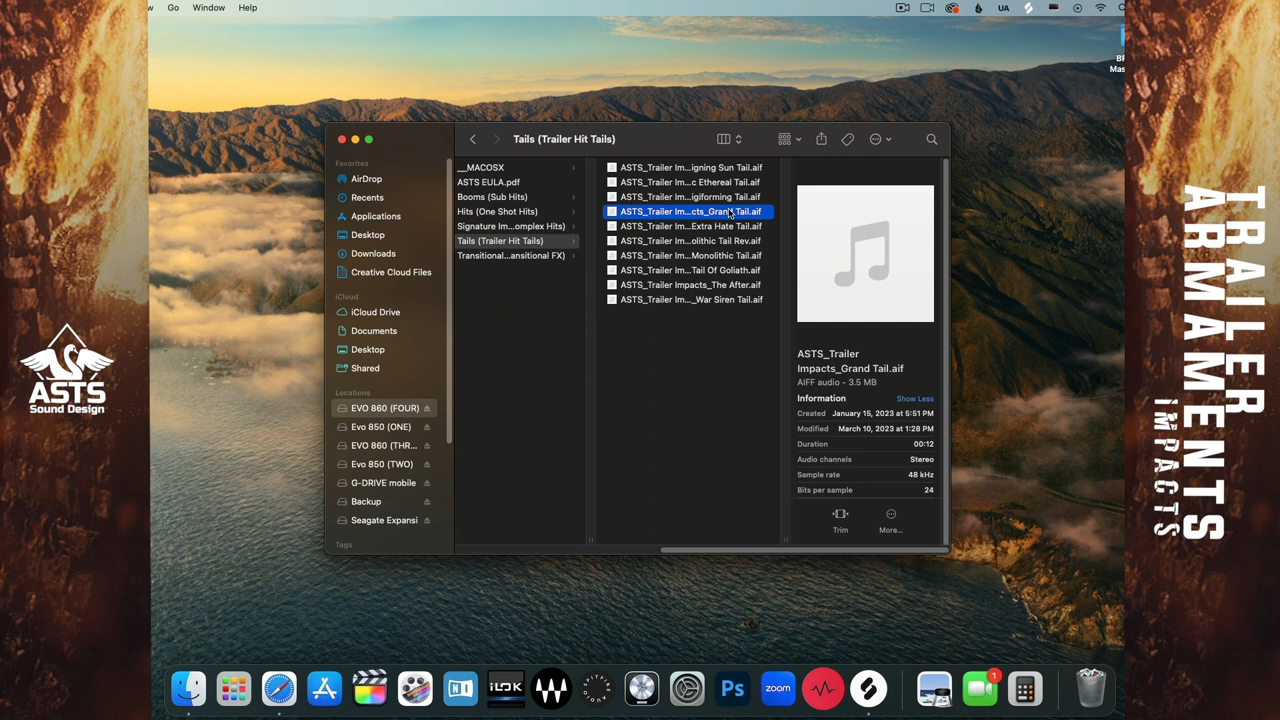 w Go Window Help
UA
BF
Mas
Tails (Trailer Hit Tails)
Favorites
AirDrop
Recents
Applications
Desktop
Downloads
Creative Cloud Files
iCloud
iCloud Drive
Documents
Desktop
Shared
Locations
EVO 860 (FOUR)
Evo 850 (ONE)
EVO 860 (THR...
Evo 850 (TWO)
G-DRIVE mobile
Backup
Seagate Expansi
Tags
__MACOSX
ASTS EULA.pdf
Booms (Sub Hits)
Hits (One Shot Hits)
Signature Im...omplex Hits)
Tails (Trailer Hit Tails)
Transitional...ansitional FX)
ASTS_Trailer Im...igning Sun Tail.aif
ASTS_Trailer Im...c Ethereal Tail.aif
ASTS_Trailer Im...igiforming Tail.aif
ASTS_Trailer Im...cts_Grand Tail.aif
ASTS_Trailer Im...Extra Hate Tail.aif
ASTS_Trailer Im...olithic Tail Rev.aif
ASTS_Trailer Im...Monolithic Tail.aif
ASTS_Trailer Im...Tail Of Goliath.aif
ASTS_Trailer Impacts_The After.aif
ASTS_Trailer Im..._War Siren Tail.aif
ASTS_Trailer
Impacts_Grand Tail.aif
AIFF audio - 3.5 MB
Information Show Less
Created January 15, 2023 at 5:51 PM
Modified March 10, 2023 at 1:28 PM
Duration 00:12
Audio channels Stereo
Sample rate 48 kHz
Bits per sample 24
Trim More...
ASTS
Sound Design
TRAILER
ARMAMENTS
IMPACTS
iLOK
SPITFIRE
Ps
zoom
1